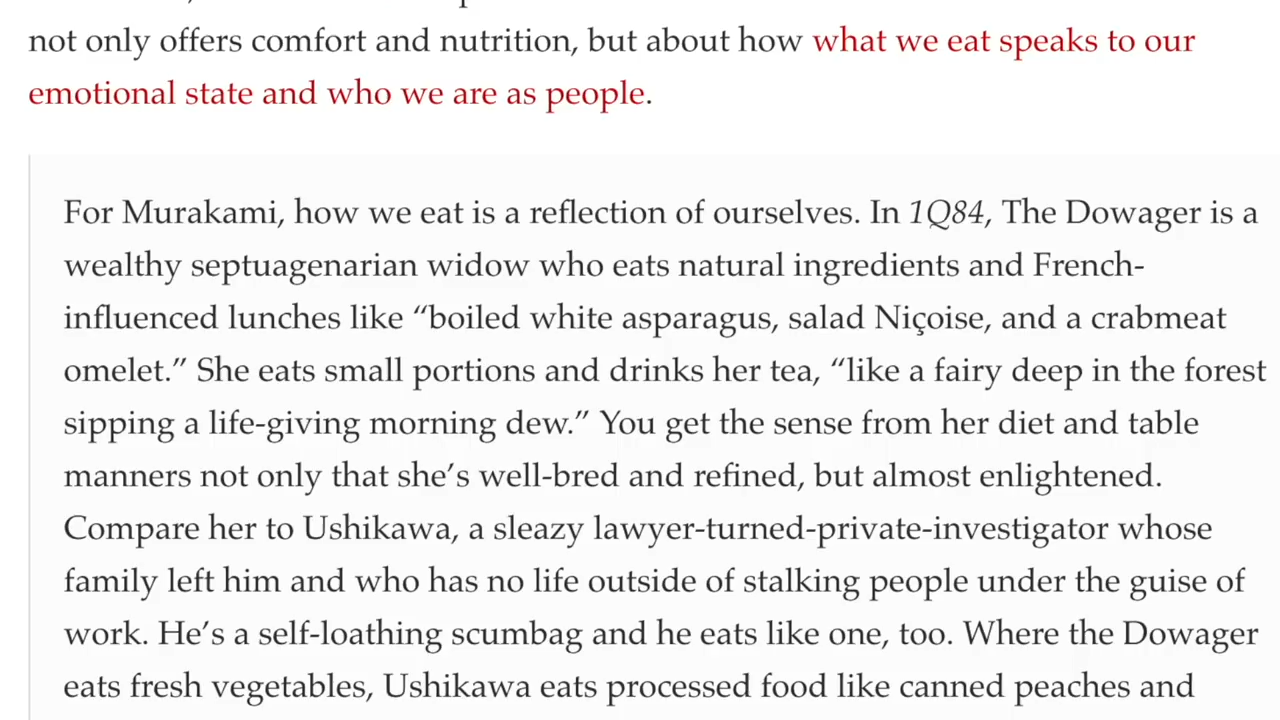 not only offers comfort and nutrition, but about how what we eat speaks to our
emotional state and who we are as people.
For Murakami, how we eat is a reflection of ourselves. In 1Q84, The Dowager is a
wealthy septuagenarian widow who eats natural ingredients and French-
influenced lunches like “boiled white asparagus, salad Niçoise, and a crabmeat
omelet.” She eats small portions and drinks her tea, “like a fairy deep in the forest
sipping a life-giving morning dew.” You get the sense from her diet and table
manners not only that she’s well-bred and refined, but almost enlightened.
Compare her to Ushikawa, a sleazy lawyer-turned-private-investigator whose
family left him and who has no life outside of stalking people under the guise of
work. He’s a self-loathing scumbag and he eats like one, too. Where the Dowager
eats fresh vegetables, Ushikawa eats processed food like canned peaches and